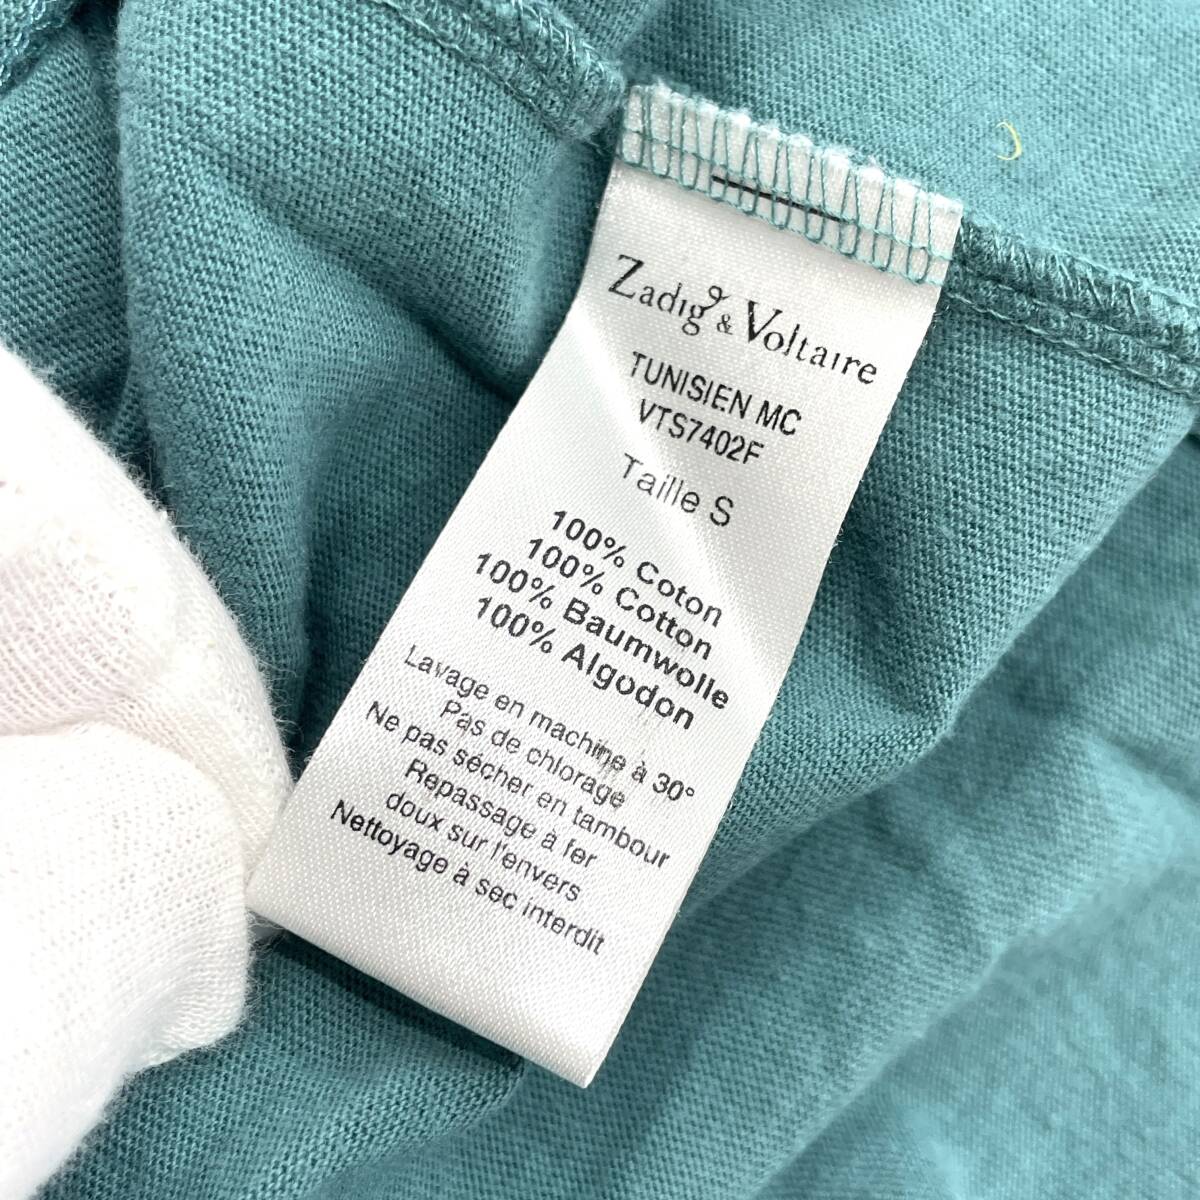 Zadig & Voltaire
TUNISIEN MC
VTS7402F
Taille S
100% Coton
100% Cotton
100% Baumwolle
100% Algodon
Lavage en machine à 30°
Pas de chlorage
Ne pas sécher en tambour
Repassage à fer
doux sur l'envers
Nettoyage à sec interdit